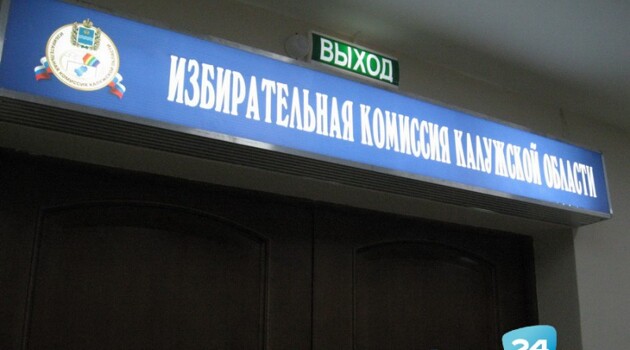 ВЫХОД
ИЗБИРАТЕЛЬНАЯ КОМИССИЯ КАЛУЖСКОЙ ОБЛАСТИ
24